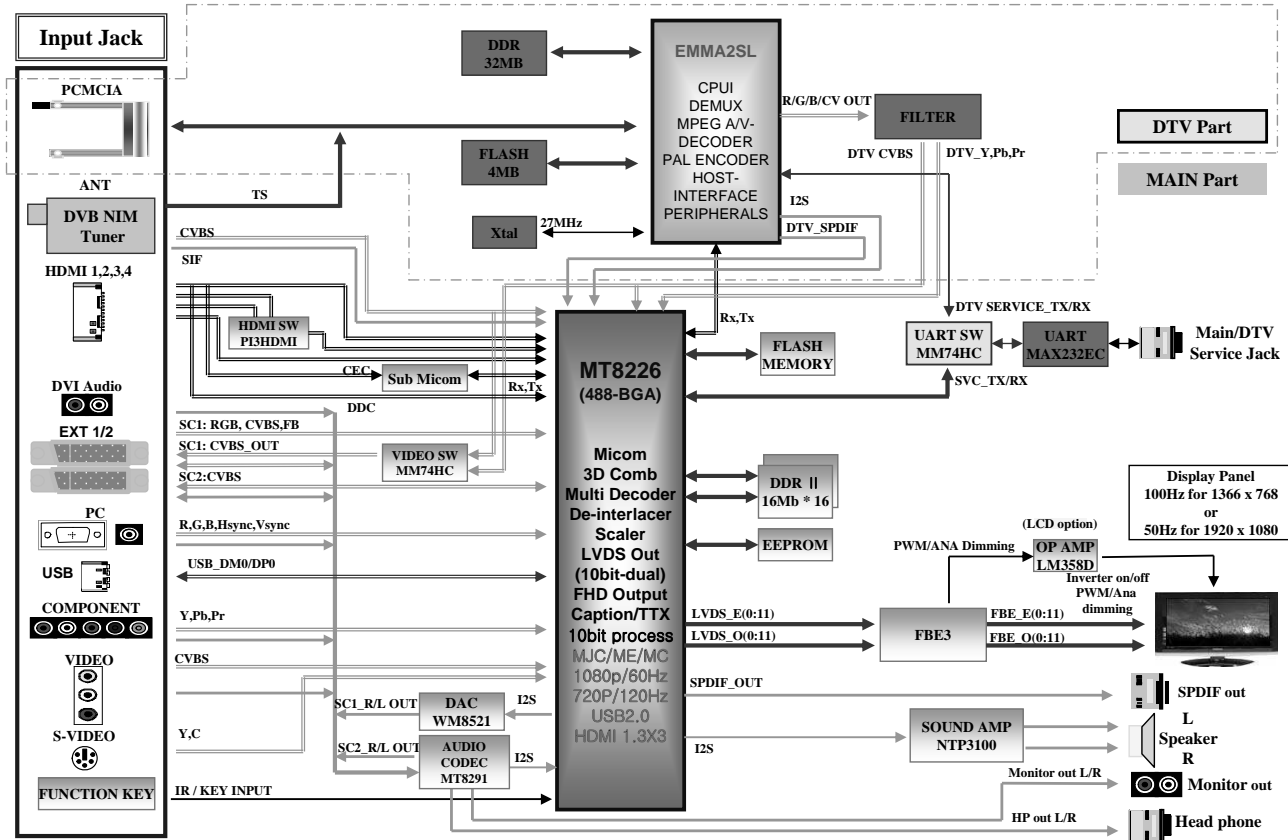 Input Jack
PCMCIA
ANT
DVB NIM
Tuner
HDMI 1,2,3,4
DVI Audio
EXT 1/2
PC
USB
COMPONENT
VIDEO
S-VIDEO
FUNCTION KEY
DDR
32MB
FLASH
4MB
Xtal
27MHz
EMMA2SL
CPUI
DEMUX
MPEG A/V-
DECODER
PAL ENCODER
HOST-
INTERFACE
PERIPHERALS
R/G/B/CV OUT
FILTER
DTV CVBS
DTV_Y,Pb,Pr
I2S
DTV_SPDIF
DTV Part
MAIN Part
TS
CVBS
SIF
HDMI SW
PI3HDMI
CEC
Sub Micom
Rx,Tx
DDC
SC1: RGB, CVBS,FB
SC1: CVBS_OUT
VIDEO SW
MM74HC
SC2:CVBS
R,G,B,Hsync,Vsync
USB_DM0/DP0
Y,Pb,Pr
CVBS
Y,C
SC1_R/L OUT
DAC
WM8521
I2S
SC2_R/L OUT
AUDIO
CODEC
MT8291
I2S
IR / KEY INPUT
MT8226
(488-BGA)
Micom
3D Comb
Multi Decoder
De-interlacer
Scaler
LVDS Out
(10bit-dual)
FHD Output
Caption/TTX
10bit process
MJC/ME/MC
1080p/60Hz
720P/120Hz
USB2.0
HDMI 1.3X3
Rx,Tx
FLASH
MEMORY
DTV SERVICE_TX/RX
UART SW
MM74HC
UART
MAX232EC
Main/DTV
Service Jack
SVC_TX/RX
DDR II
16Mb * 16
EEPROM
Display Panel
100Hz for 1366 x 768
or
50Hz for 1920 x 1080
(LCD option)
PWM/ANA Dimming
OP AMP
LM358D
Inverter on/off
PWM/Ana
dimming
LVDS_E(0:11)
LVDS_O(0:11)
FBE3
FBE_E(0:11)
FBE_O(0:11)
SPDIF_OUT
SPDIF out
I2S
SOUND AMP
NTP3100
L
Speaker
R
Monitor out L/R
Monitor out
HP out L/R
Head phone